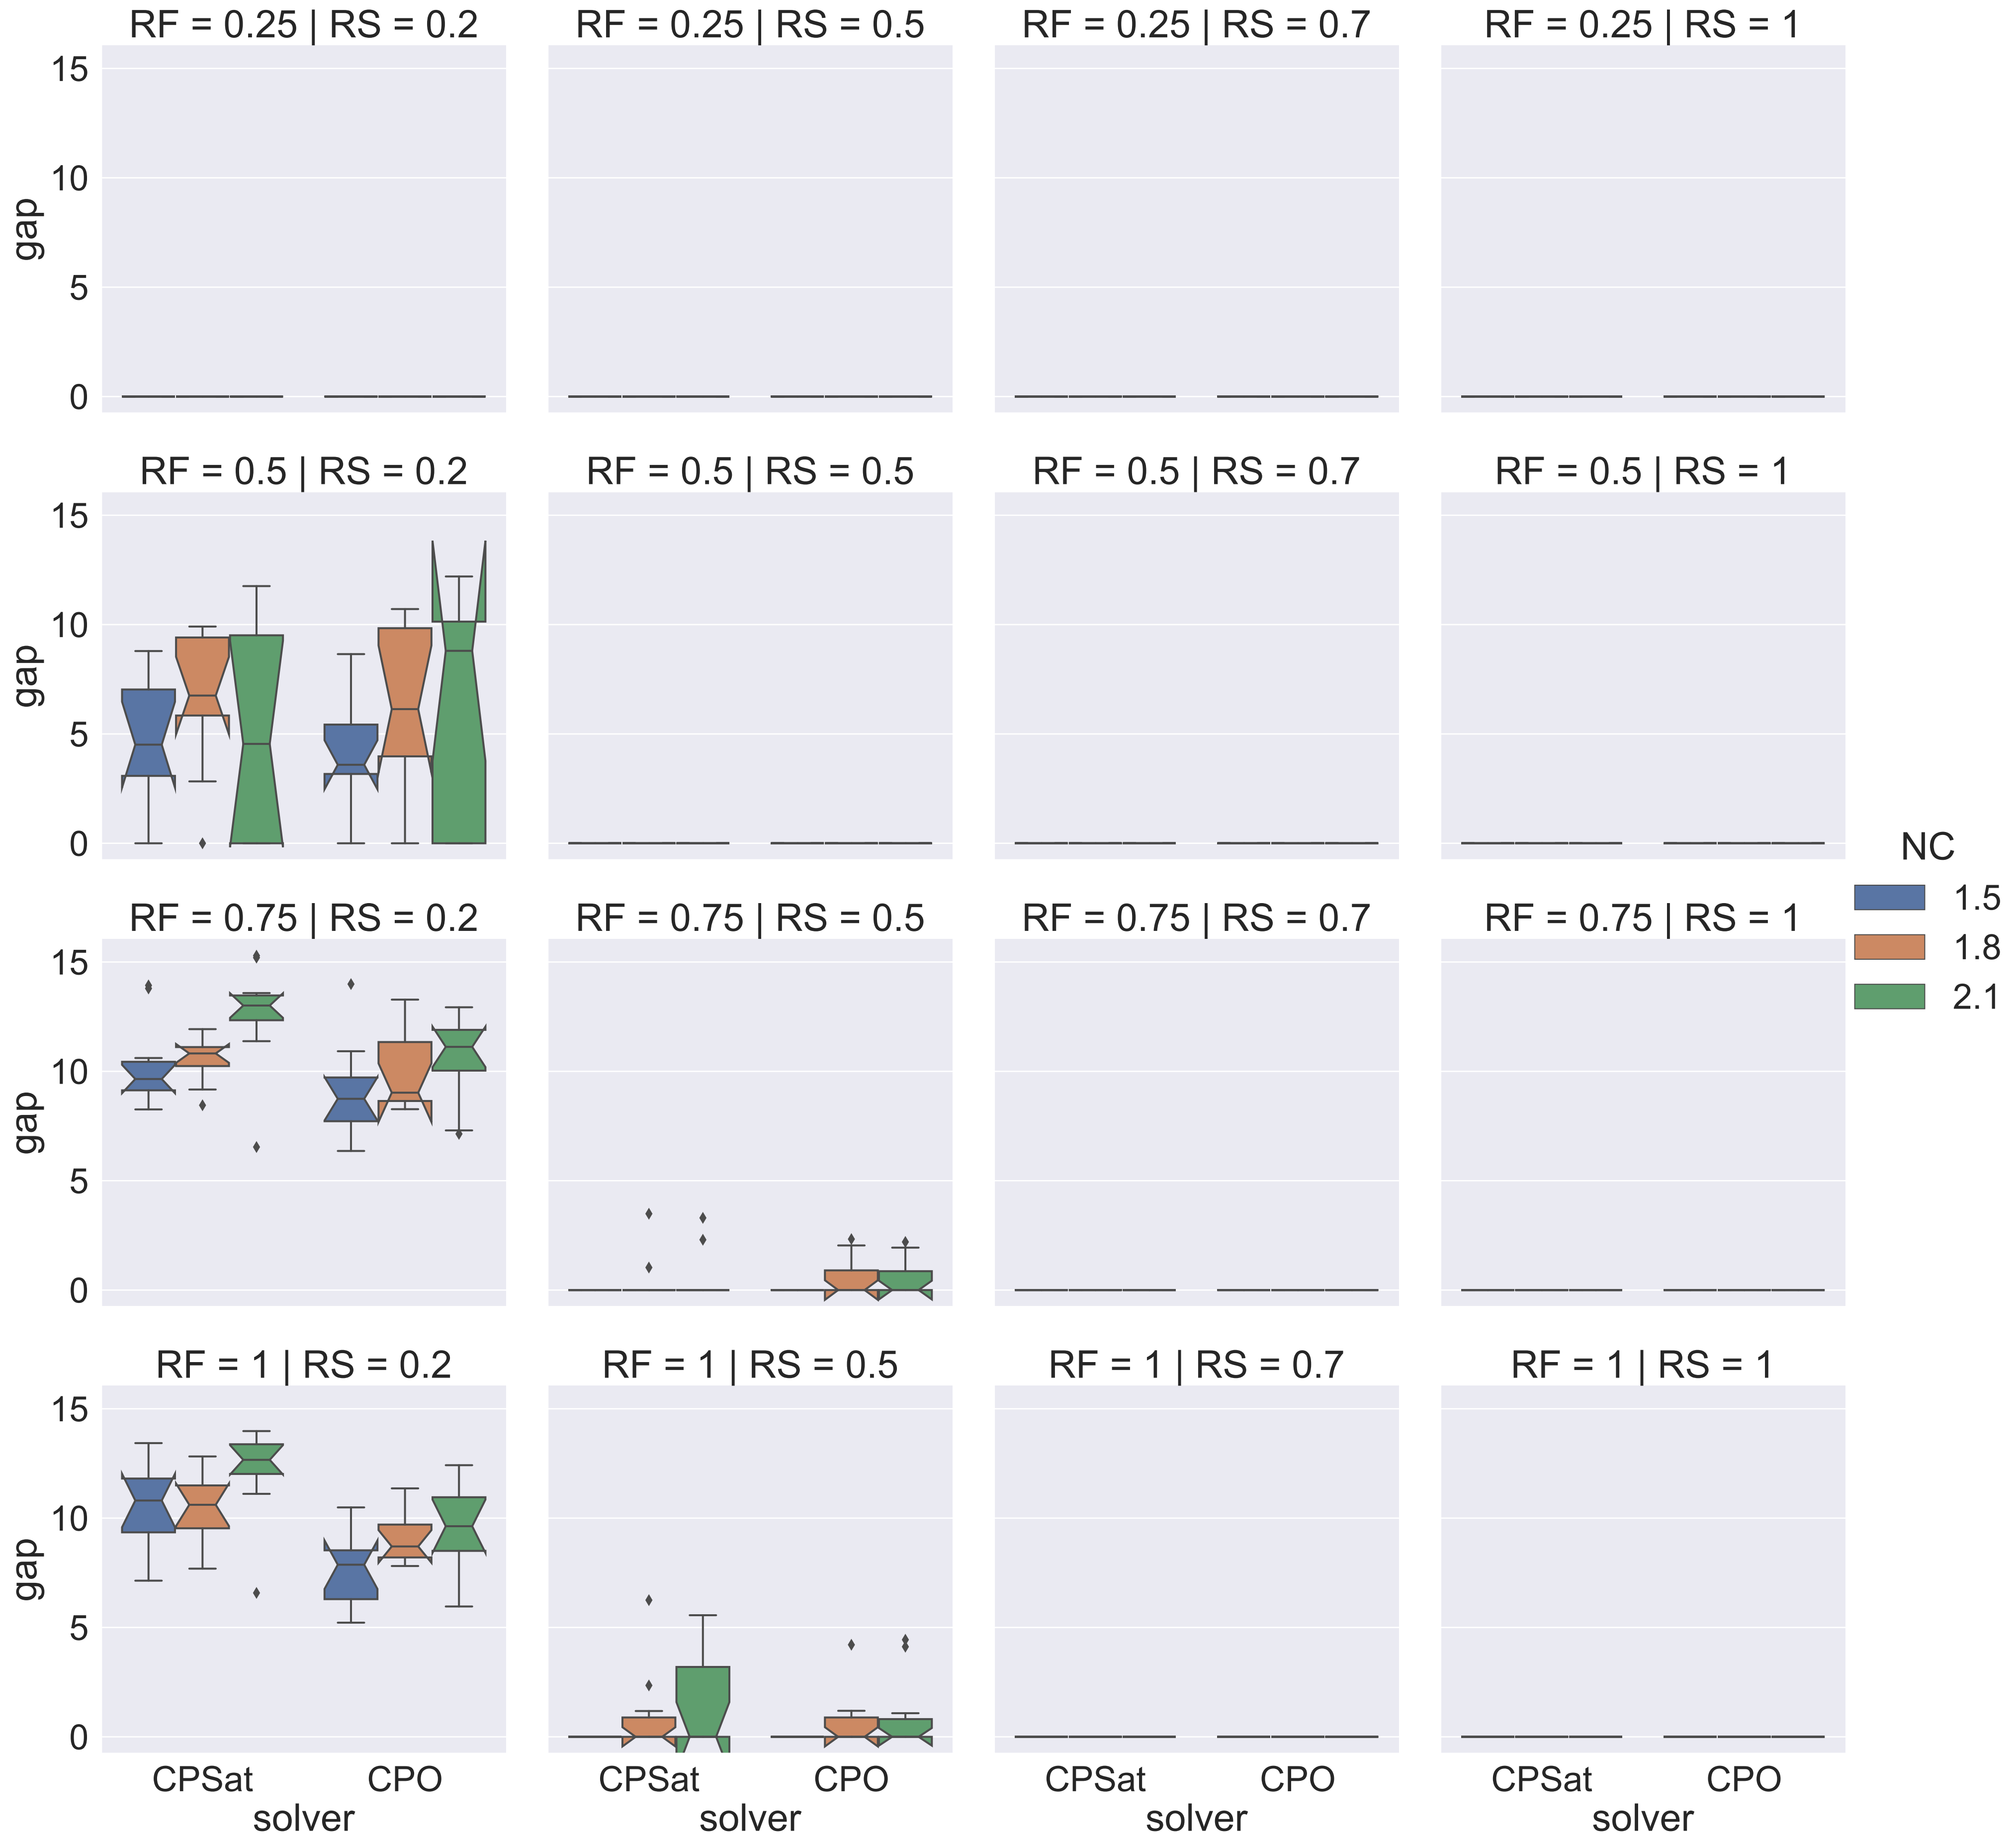 RF = 0.25 | RS = 0.2
RF = 0.25 | RS = 0.5
RF = 0.25 | RS = 0.7
RF = 0.25 | RS = 1
15
10
5
0
gap
RF = 0.5 | RS = 0.2
RF = 0.5 | RS = 0.5
RF = 0.5 | RS = 0.7
RF = 0.5 | RS = 1
15
10
5
0
gap
NC
1.5
1.8
2.1
RF = 0.75 | RS = 0.2
RF = 0.75 | RS = 0.5
RF = 0.75 | RS = 0.7
RF = 0.75 | RS = 1
15
10
5
0
gap
RF = 1 | RS = 0.2
RF = 1 | RS = 0.5
RF = 1 | RS = 0.7
RF = 1 | RS = 1
15
10
5
0
gap
CPSat CPO
solver
CPSat CPO
solver
CPSat CPO
solver
CPSat CPO
solver